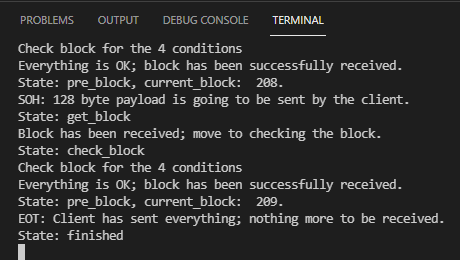 PROBLEMS OUTPUT DEBUG CONSOLE TERMINAL
Check block for the 4 conditions
Everything is OK; block has been successfully received.
State: pre_block, current_block:  208.
SOH: 128 byte payload is going to be sent by the client.
State: get_block
Block has been received; move to checking the block.
State: check_block
Check block for the 4 conditions
Everything is OK; block has been successfully received.
State: pre_block, current_block:  209.
EOT: Client has sent everything; nothing more to be received.
State: finished